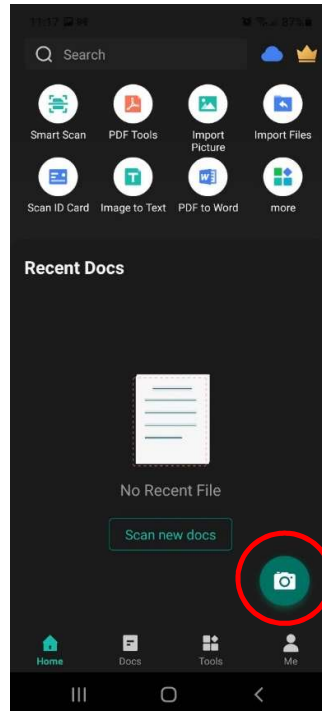 Search
Smart Scan PDF Tools Import Picture Import Files
Scan ID Card Image to Text PDF to Word more
Recent Docs
No Recent File
Scan new docs
Home Docs Tools Me